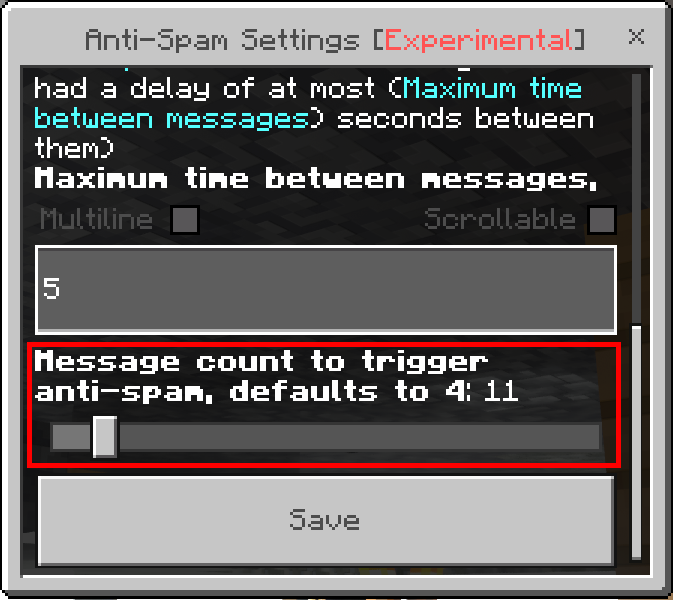 Anti-Spam Settings [Experimental]
had a delay of at most (Maximum time
between messages) seconds between
them)
Maximum time between messages,
Multiline Scrollable
5
Message count to trigger
anti-spam, defaults to 4: 11
Save